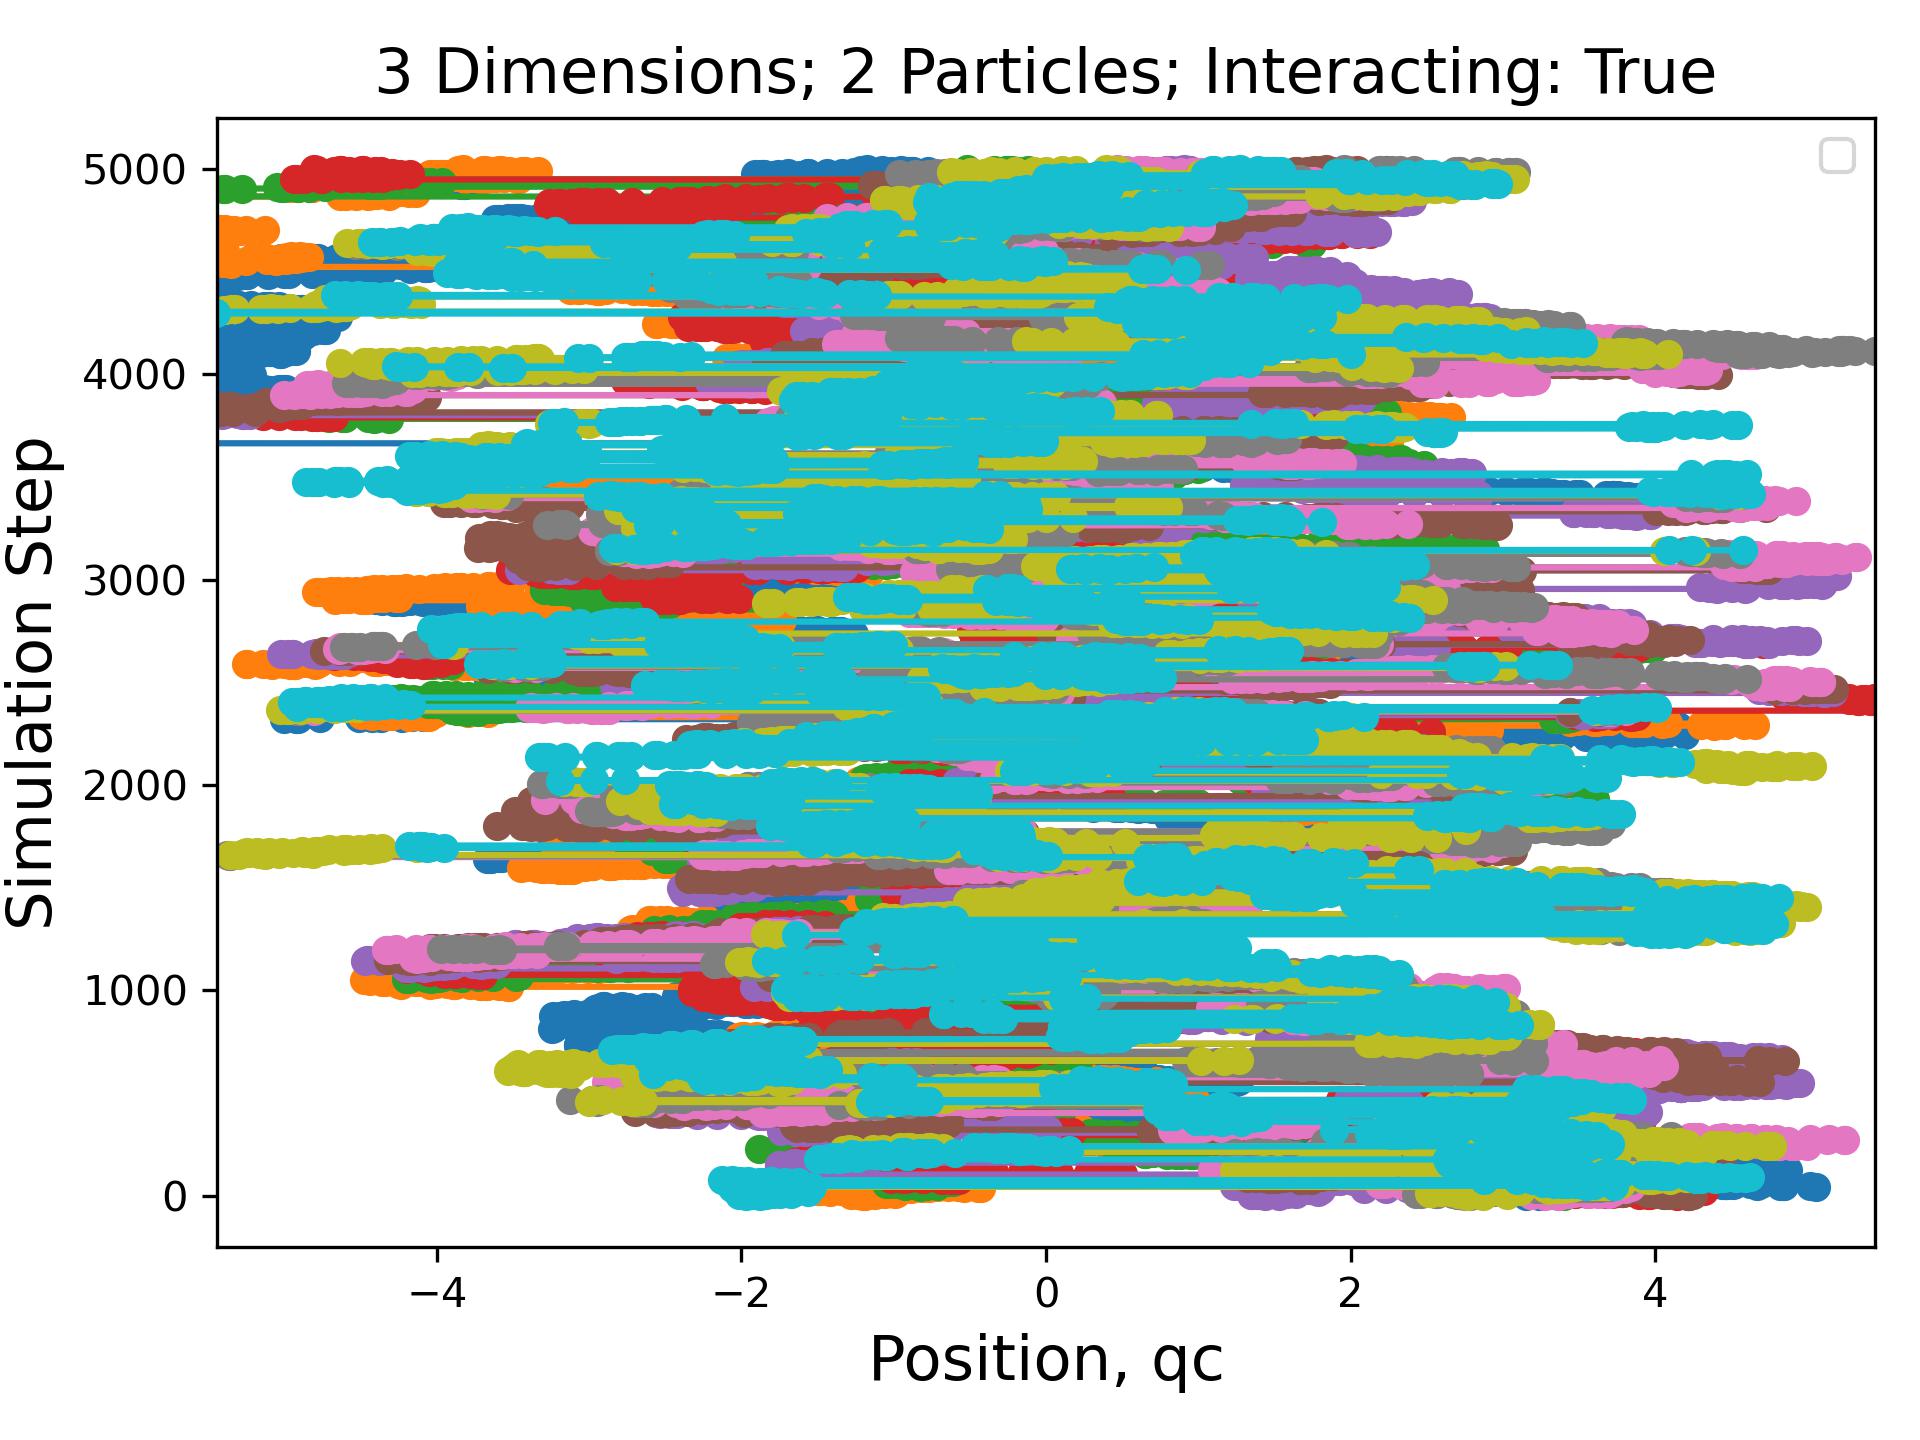 3 Dimensions; 2 Particles; Interacting: True
5000
4000
3000
2000
1000
0
Simulation Step
−4 −2 0 2 4
Position, qc